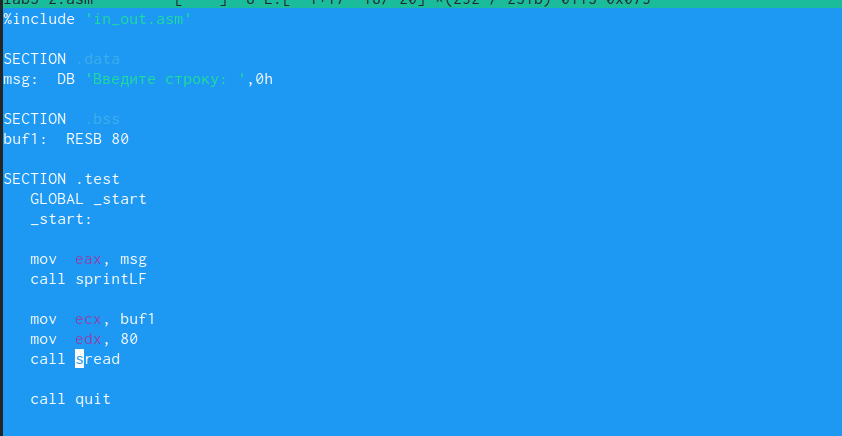 %include 'in_out.asm'
SECTION .data
msg:  DB 'Введите строку: ',0h
SECTION  .bss
buf1:  RESB 80
SECTION .test
   GLOBAL _start
   _start:
   mov  eax, msg
   call sprintLF
   mov  ecx, buf1
   mov  edx, 80
   call sread
   call quit